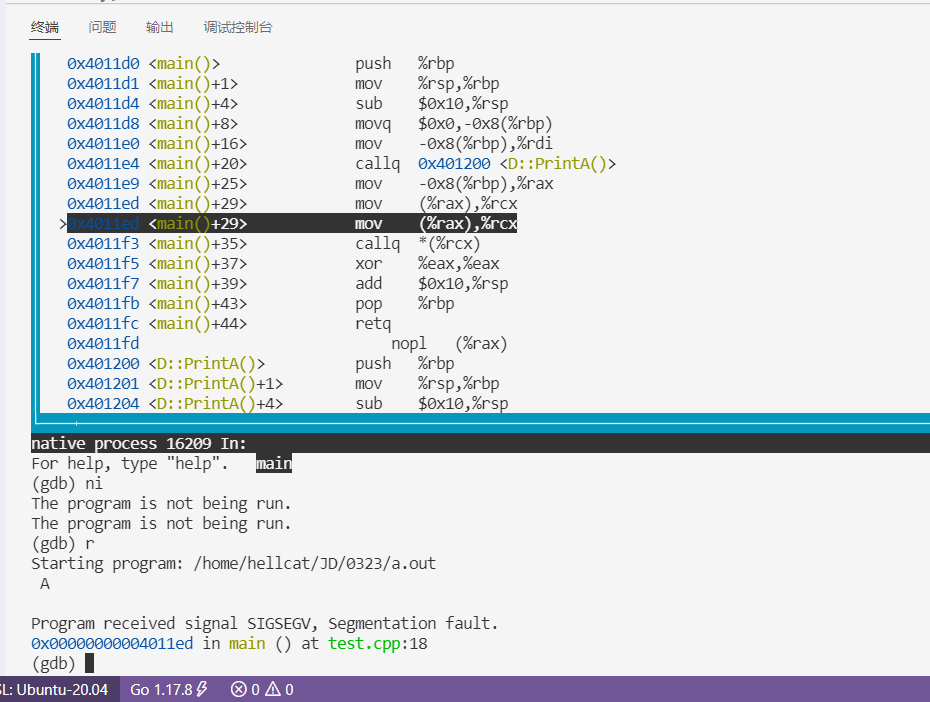 终端 问题 输出 调试控制台
0x4011d0 <main()> push %rbp
0x4011d1 <main()+1> mov %rsp,%rbp
0x4011d4 <main()+4> sub $0x10,%rsp
0x4011d8 <main()+8> movq $0x0,-0x8(%rbp)
0x4011e0 <main()+16> mov -0x8(%rbp),%rdi
0x4011e4 <main()+20> callq 0x401200 <D::PrintA()>
0x4011e9 <main()+25> mov -0x8(%rbp),%rax
0x4011ed <main()+29> mov (%rax),%rcx
>0x4011ed <main()+29> mov (%rax),%rcx
0x4011f3 <main()+35> callq *(%rcx)
0x4011f5 <main()+37> xor %eax,%eax
0x4011f7 <main()+39> add $0x10,%rsp
0x4011fb <main()+43> pop %rbp
0x4011fc <main()+44> retq
0x4011fd nopl (%rax)
0x401200 <D::PrintA()> push %rbp
0x401201 <D::PrintA()+1> mov %rsp,%rbp
0x401204 <D::PrintA()+4> sub $0x10,%rsp
native process 16209 In:
For help, type "help". main
(gdb) ni
The program is not being run.
The program is not being run.
(gdb) r
Starting program: /home/hellcat/JD/0323/a.out
A
Program received signal SIGSEGV, Segmentation fault.
0x00000000004011ed in main () at test.cpp:18
(gdb)
SL: Ubuntu-20.04 Go 1.17.8 0 0